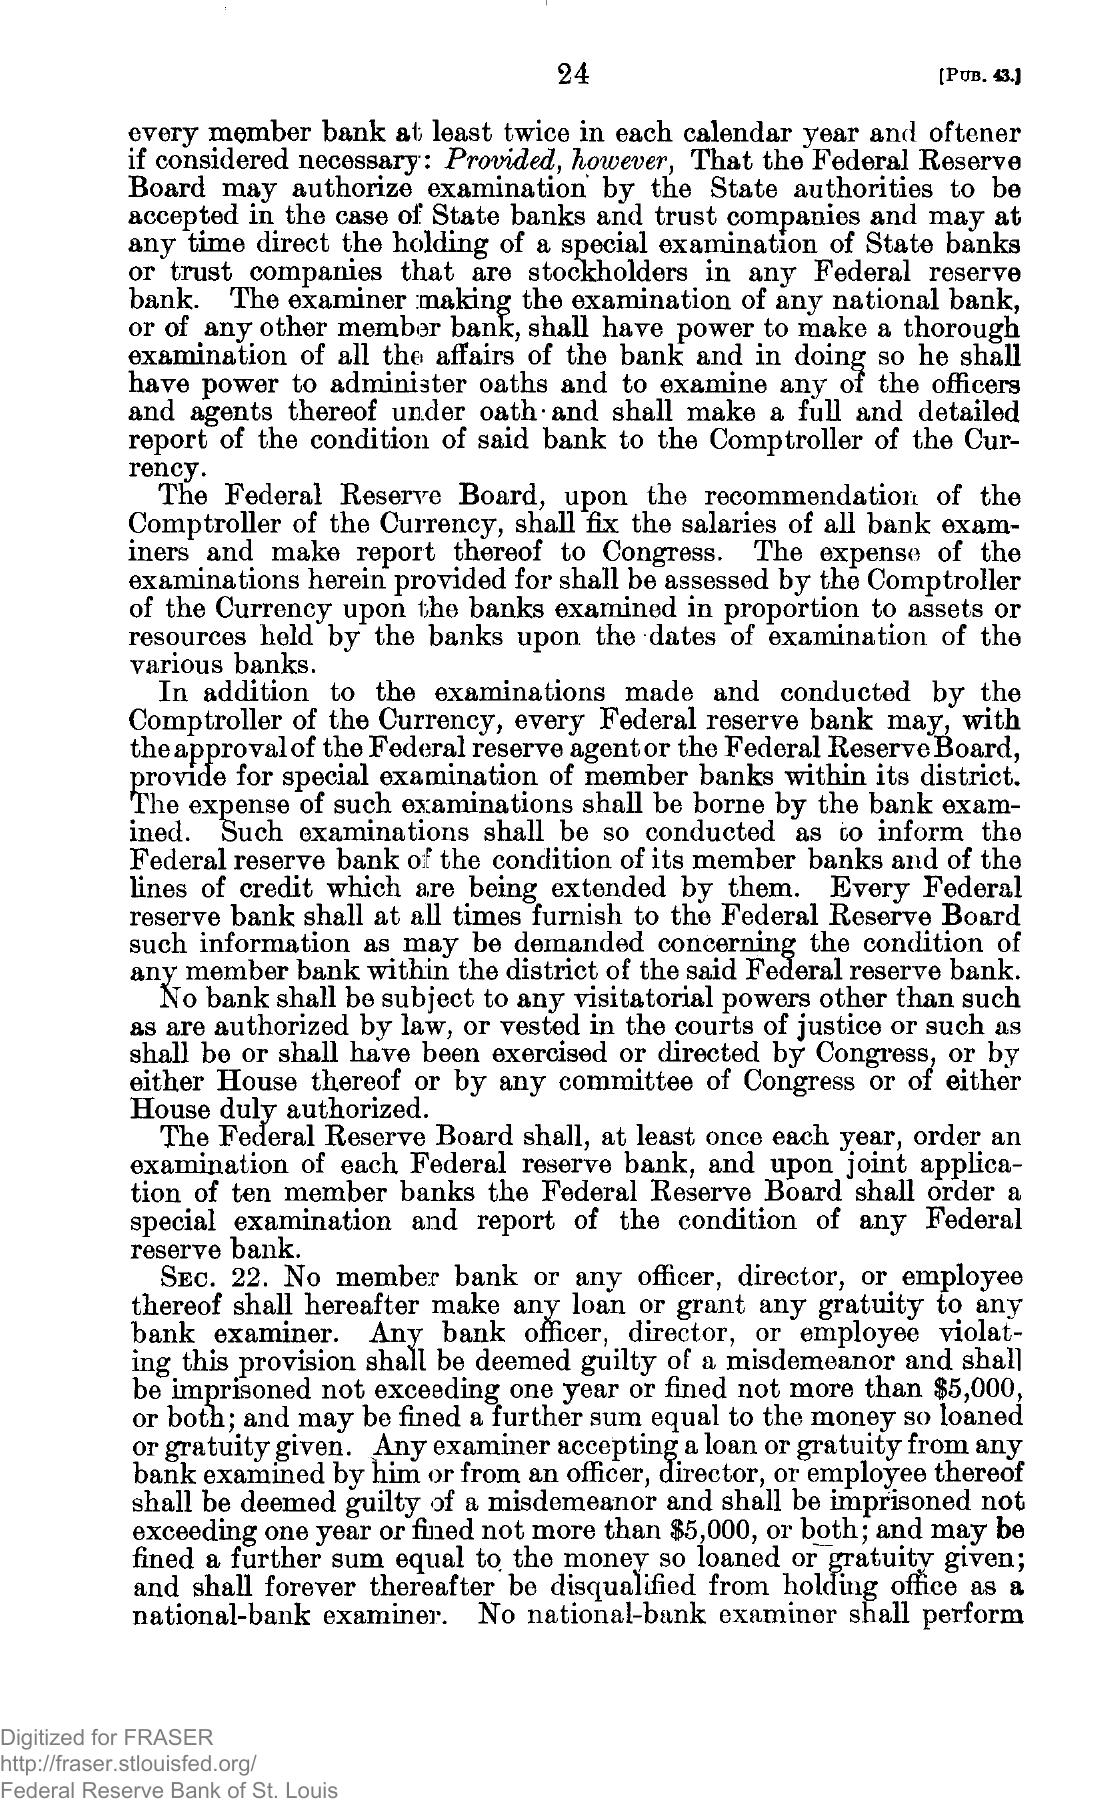 24 [PUB. 43.]
every member bank at least twice in each calendar year and oftener
if considered necessary: Provided, however, That the Federal Reserve
Board may authorize examination by the State authorities to be
accepted in the case of State banks and trust companies and may at
any time direct the holding of a special examination of State banks
or trust companies that are stockholders in any Federal reserve
bank. The examiner making the examination of any national bank,
or of any other member bank, shall have power to make a thorough
examination of all the affairs of the bank and in doing so he shall
have power to administer oaths and to examine any of the officers
and agents thereof under oath and shall make a full and detailed
report of the condition of said bank to the Comptroller of the Cur-
rency.
The Federal Reserve Board, upon the recommendation of the
Comptroller of the Currency, shall fix the salaries of all bank exam-
iners and make report thereof to Congress. The expense of the
examinations herein provided for shall be assessed by the Comptroller
of the Currency upon the banks examined in proportion to assets or
resources held by the banks upon the dates of examination of the
various banks.
In addition to the examinations made and conducted by the
Comptroller of the Currency, every Federal reserve bank may, with
the approval of the Federal reserve agent or the Federal Reserve Board,
provide for special examination of member banks within its district.
The expense of such examinations shall be borne by the bank exam-
ined. Such examinations shall be so conducted as to inform the
Federal reserve bank of the condition of its member banks and of the
lines of credit which are being extended by them. Every Federal
reserve bank shall at all times furnish to the Federal Reserve Board
such information as may be demanded concerning the condition of
any member bank within the district of the said Federal reserve bank.
No bank shall be subject to any visitatorial powers other than such
as are authorized by law, or vested in the courts of justice or such as
shall be or shall have been exercised or directed by Congress, or by
either House thereof or by any committee of Congress or of either
House duly authorized.
The Federal Reserve Board shall, at least once each year, order an
examination of each Federal reserve bank, and upon joint applica-
tion of ten member banks the Federal Reserve Board shall order a
special examination and report of the condition of any Federal
reserve bank.
SEC. 22. No member bank or any officer, director, or employee
thereof shall hereafter make any loan or grant any gratuity to any
bank examiner. Any bank officer, director, or employee violat-
ing this provision shall be deemed guilty of a misdemeanor and shall
be imprisoned not exceeding one year or fined not more than $5,000,
or both; and may be fined a further sum equal to the money so loaned
or gratuity given. Any examiner accepting a loan or gratuity from any
bank examined by him or from an officer, director, or employee thereof
shall be deemed guilty of a misdemeanor and shall be imprisoned not
exceeding one year or fined not more than $5,000, or both; and may be
fined a further sum equal to the money so loaned or gratuity given;
and shall forever thereafter be disqualified from holding office as a
national-bank examiner. No national-bank examiner shall perform
Digitized for FRASER
http://fraser.stlouisfed.org/
Federal Reserve Bank of St. Louis